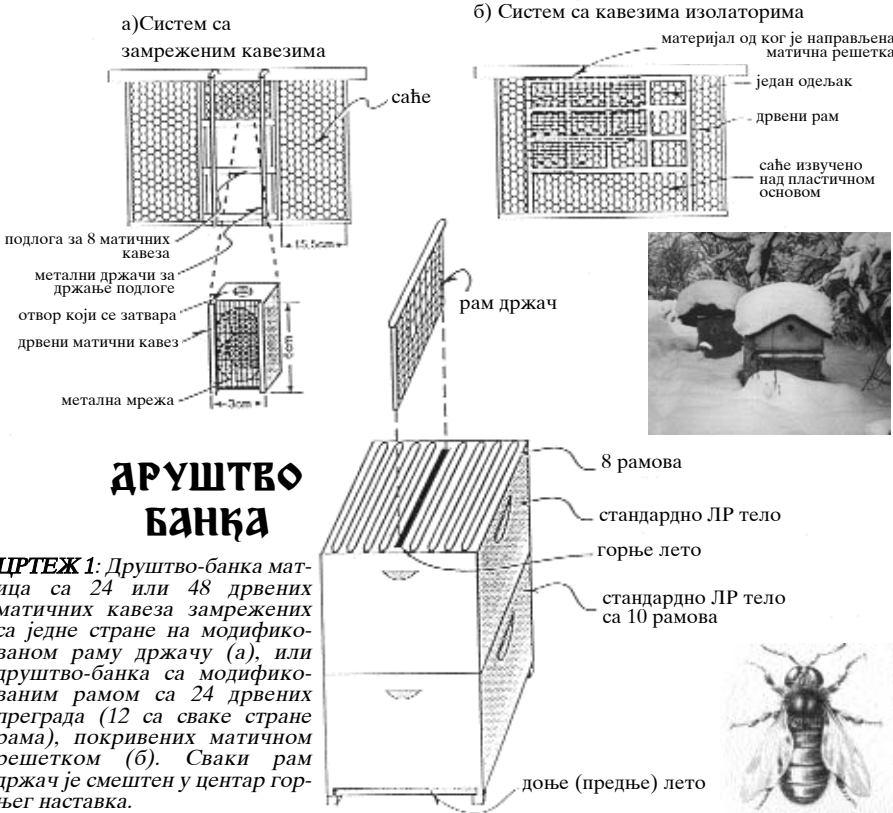 а)Систем са
замреженим кавезима
б) Систем са кавезима изолаторима
материјал од ког је направљена
матична решетка
један одељак
дрвени рам
саће извучено
над пластичном
основом
саће
подлога за 8 матичних
кавеза
15,5cm
метални држачи за
држање подлоге
отвор који се затвара
дрвени матични кавез
метална мрежа
6cm
3cm
рам држач
8 рамова
стандардно ЛР тело
горње лето
стандардно ЛР тело
са 10 рамова
доње (предње) лето
ДРУШТВО
БАНКА
ЦРТЕЖ 1: Друштво-банка мат-
ица са 24 или 48 дрвених
матичних кавеза замрежених
са једне стране на модифико-
ваном раму држачу (а), или
друштво-банка са модифико-
ваним рамом са 24 дрвених
преграда (12 са сваке стране
рама), покривених матичном
решетком (б). Сваки рам
држач је смештен у центар гор-
њег наставка.